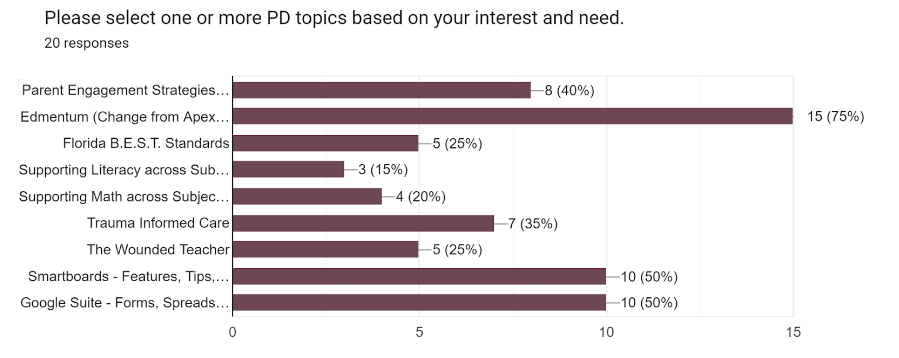 Please select one or more PD topics based on your interest and need.
20 responses
Parent Engagement Strategies… 8 (40%)
Edmentum (Change from Apex… 15 (75%)
Florida B.E.S.T. Standards 5 (25%)
Supporting Literacy across Sub… 3 (15%)
Supporting Math across Subjec… 4 (20%)
Trauma Informed Care 7 (35%)
The Wounded Teacher 5 (25%)
Smartboards - Features, Tips,… 10 (50%)
Google Suite - Forms, Spreads… 10 (50%)
0 5 10 15